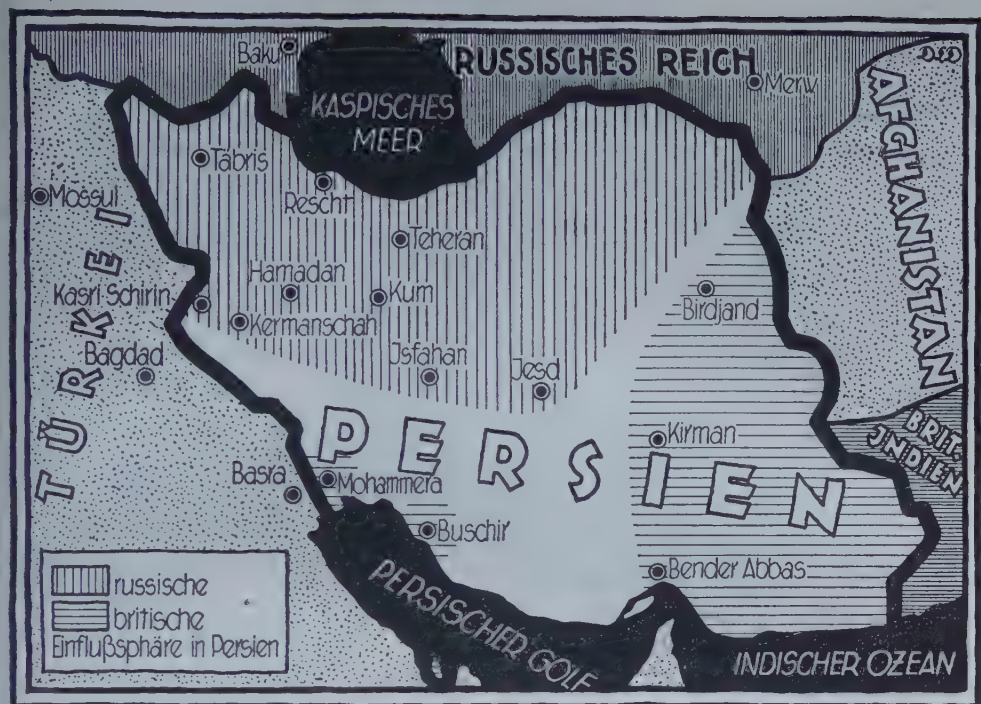 RUSSISCHES REICH
Baku
Merw
KASPISCHES
MEER
AFGHANISTAN
Täbris
Mossul
Rescht
Teheran
Hamadan
Kasri-Schirin
Kum
Birdjand
Kermanschah
Bagdad
Jsfahan
Jesd
TÜRKEI
PERSIEN
BRIT.-
JNDIEN
Kirman
Basra
Mohammera
Buschir
Bender Abbas
PERSISCHER GOLF
INDISCHER OZEAN
russische
britische
Einflußsphäre in Persien